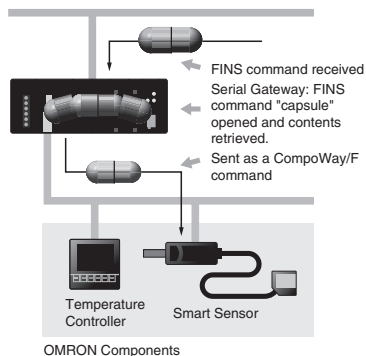 FINS command received
Serial Gateway: FINS
command "capsule"
opened and contents
retrieved.
Sent as a CompoWay/F
command
Temperature
Controller
Smart Sensor
OMRON Components